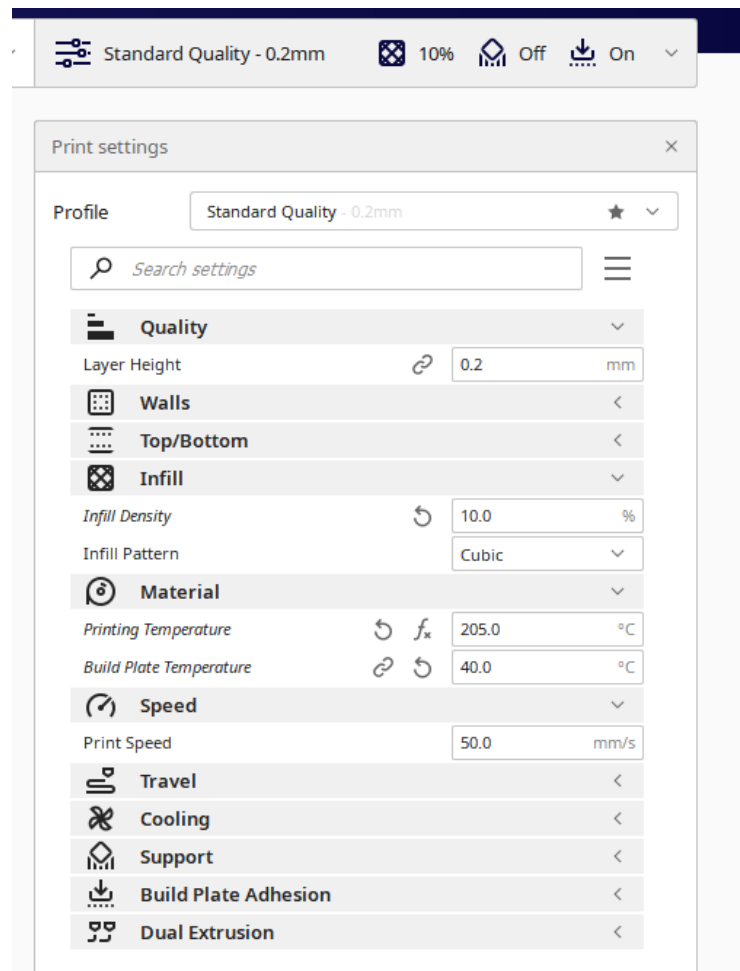 Standard Quality - 0.2mm 10% Off On
Print settings
Profile Standard Quality - 0.2mm
Search settings
Quality
Layer Height 0.2 mm
Walls
Top/Bottom
Infill
Infill Density 10.0 %
Infill Pattern Cubic
Material
Printing Temperature 205.0 °C
Build Plate Temperature 40.0 °C
Speed
Print Speed 50.0 mm/s
Travel
Cooling
Support
Build Plate Adhesion
Dual Extrusion